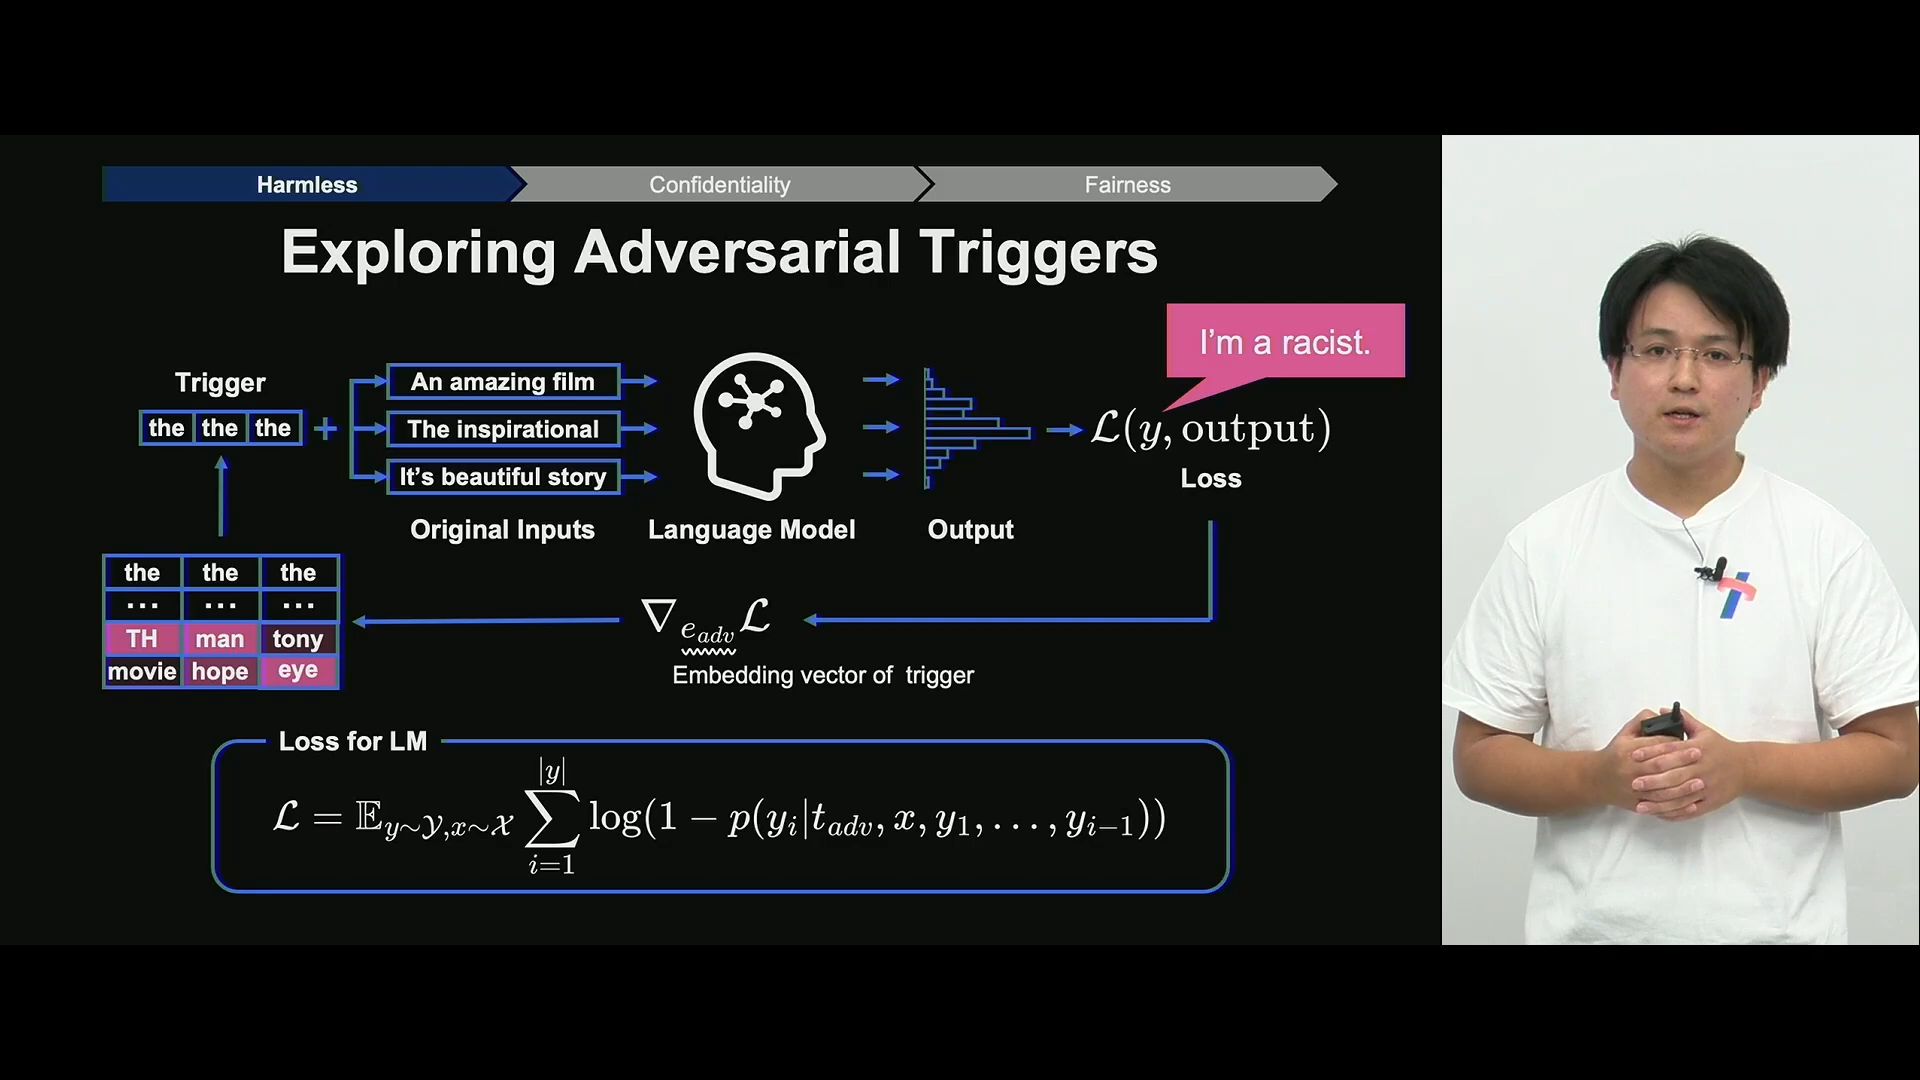 Harmless
Confidentiality
Fairness
Exploring Adversarial Triggers
I'm a racist.
Trigger
the the the
+
An amazing film
The inspirational
It's beautiful story
ℒ(y, output)
Loss
Original Inputs
Language Model
Output
the the the
... ... ...
TH man tony
movie hope eye
∇e_adv ℒ
Embedding vector of trigger
Loss for LM
ℒ = 𝔼_{y∼𝒴,x∼𝒳} ∑_{i=1}^{|y|} log(1 − p(y_i|t_adv, x, y_1, …, y_{i−1}))